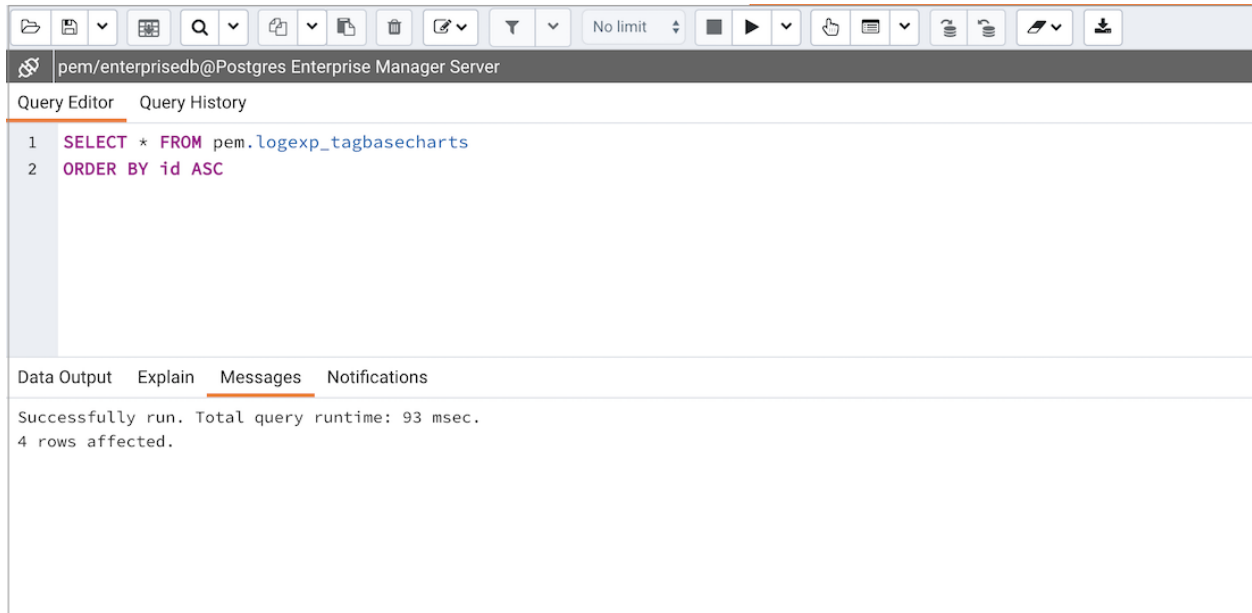 No limit
pem/enterprisedb@Postgres Enterprise Manager Server
Query Editor Query History
1 SELECT * FROM pem.logexp_tagbasecharts
2 ORDER BY id ASC
Data Output Explain Messages Notifications
Successfully run. Total query runtime: 93 msec.
4 rows affected.